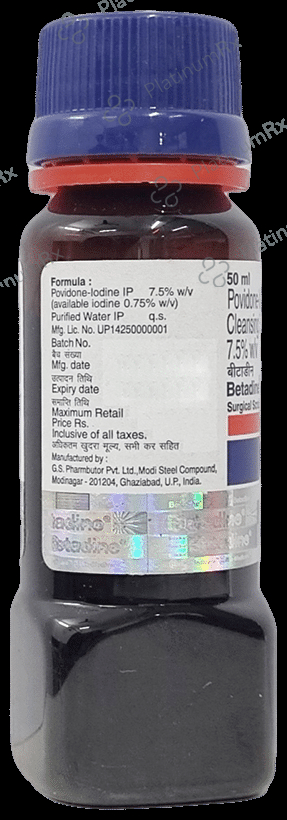 PlatinumRx
Formula :
Povidone-Iodine IP 7.5% w/v
(available iodine 0.75% w/v)
Purified Water IP q.s.
Mfg. Lic. No. UP14250000001
Batch No.
बैच संख्या
Mfg. date
उत्पादन तिथि
Expiry date
समाप्ति तिथि
Maximum Retail
Price Rs.
Inclusive of all taxes.
अधिकतम खुदरा मूल्य, सभी कर सहित
Manufactured by :
G.S. Pharmbutor Pvt. Ltd.,Modi Steel Compound,
Modinagar - 201204, Ghaziabad, U.P., India.
50 ml
Povidone
Cleansing
7.5% w/v
बीटाडीन
Betadine
Surgical